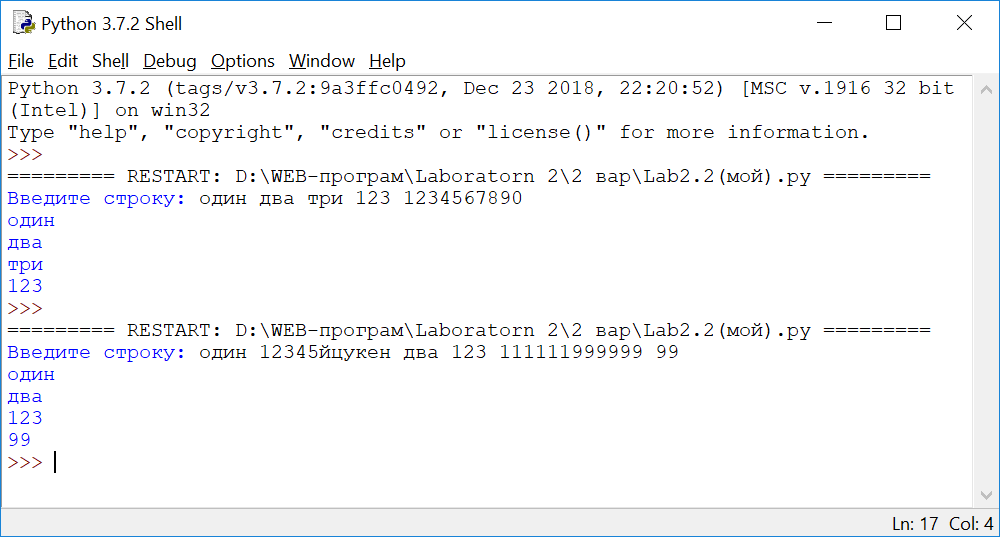 Python 3.7.2 Shell
File Edit Shell Debug Options Window Help
Python 3.7.2 (tags/v3.7.2:9a3ffc0492, Dec 23 2018, 22:20:52) [MSC v.1916 32 bit
(Intel)] on win32
Type "help", "copyright", "credits" or "license()" for more information.
>>>
========= RESTART: D:\WEB-програм\Laboratorn 2\2 вар\Lab2.2(мой).py =========
Введите строку: один два три 123 1234567890
один
два
три
123
>>>
========= RESTART: D:\WEB-програм\Laboratorn 2\2 вар\Lab2.2(мой).py =========
Введите строку: один 12345йцукен два 123 111111999999 99
один
два
123
99
>>>
Ln: 17 Col: 4